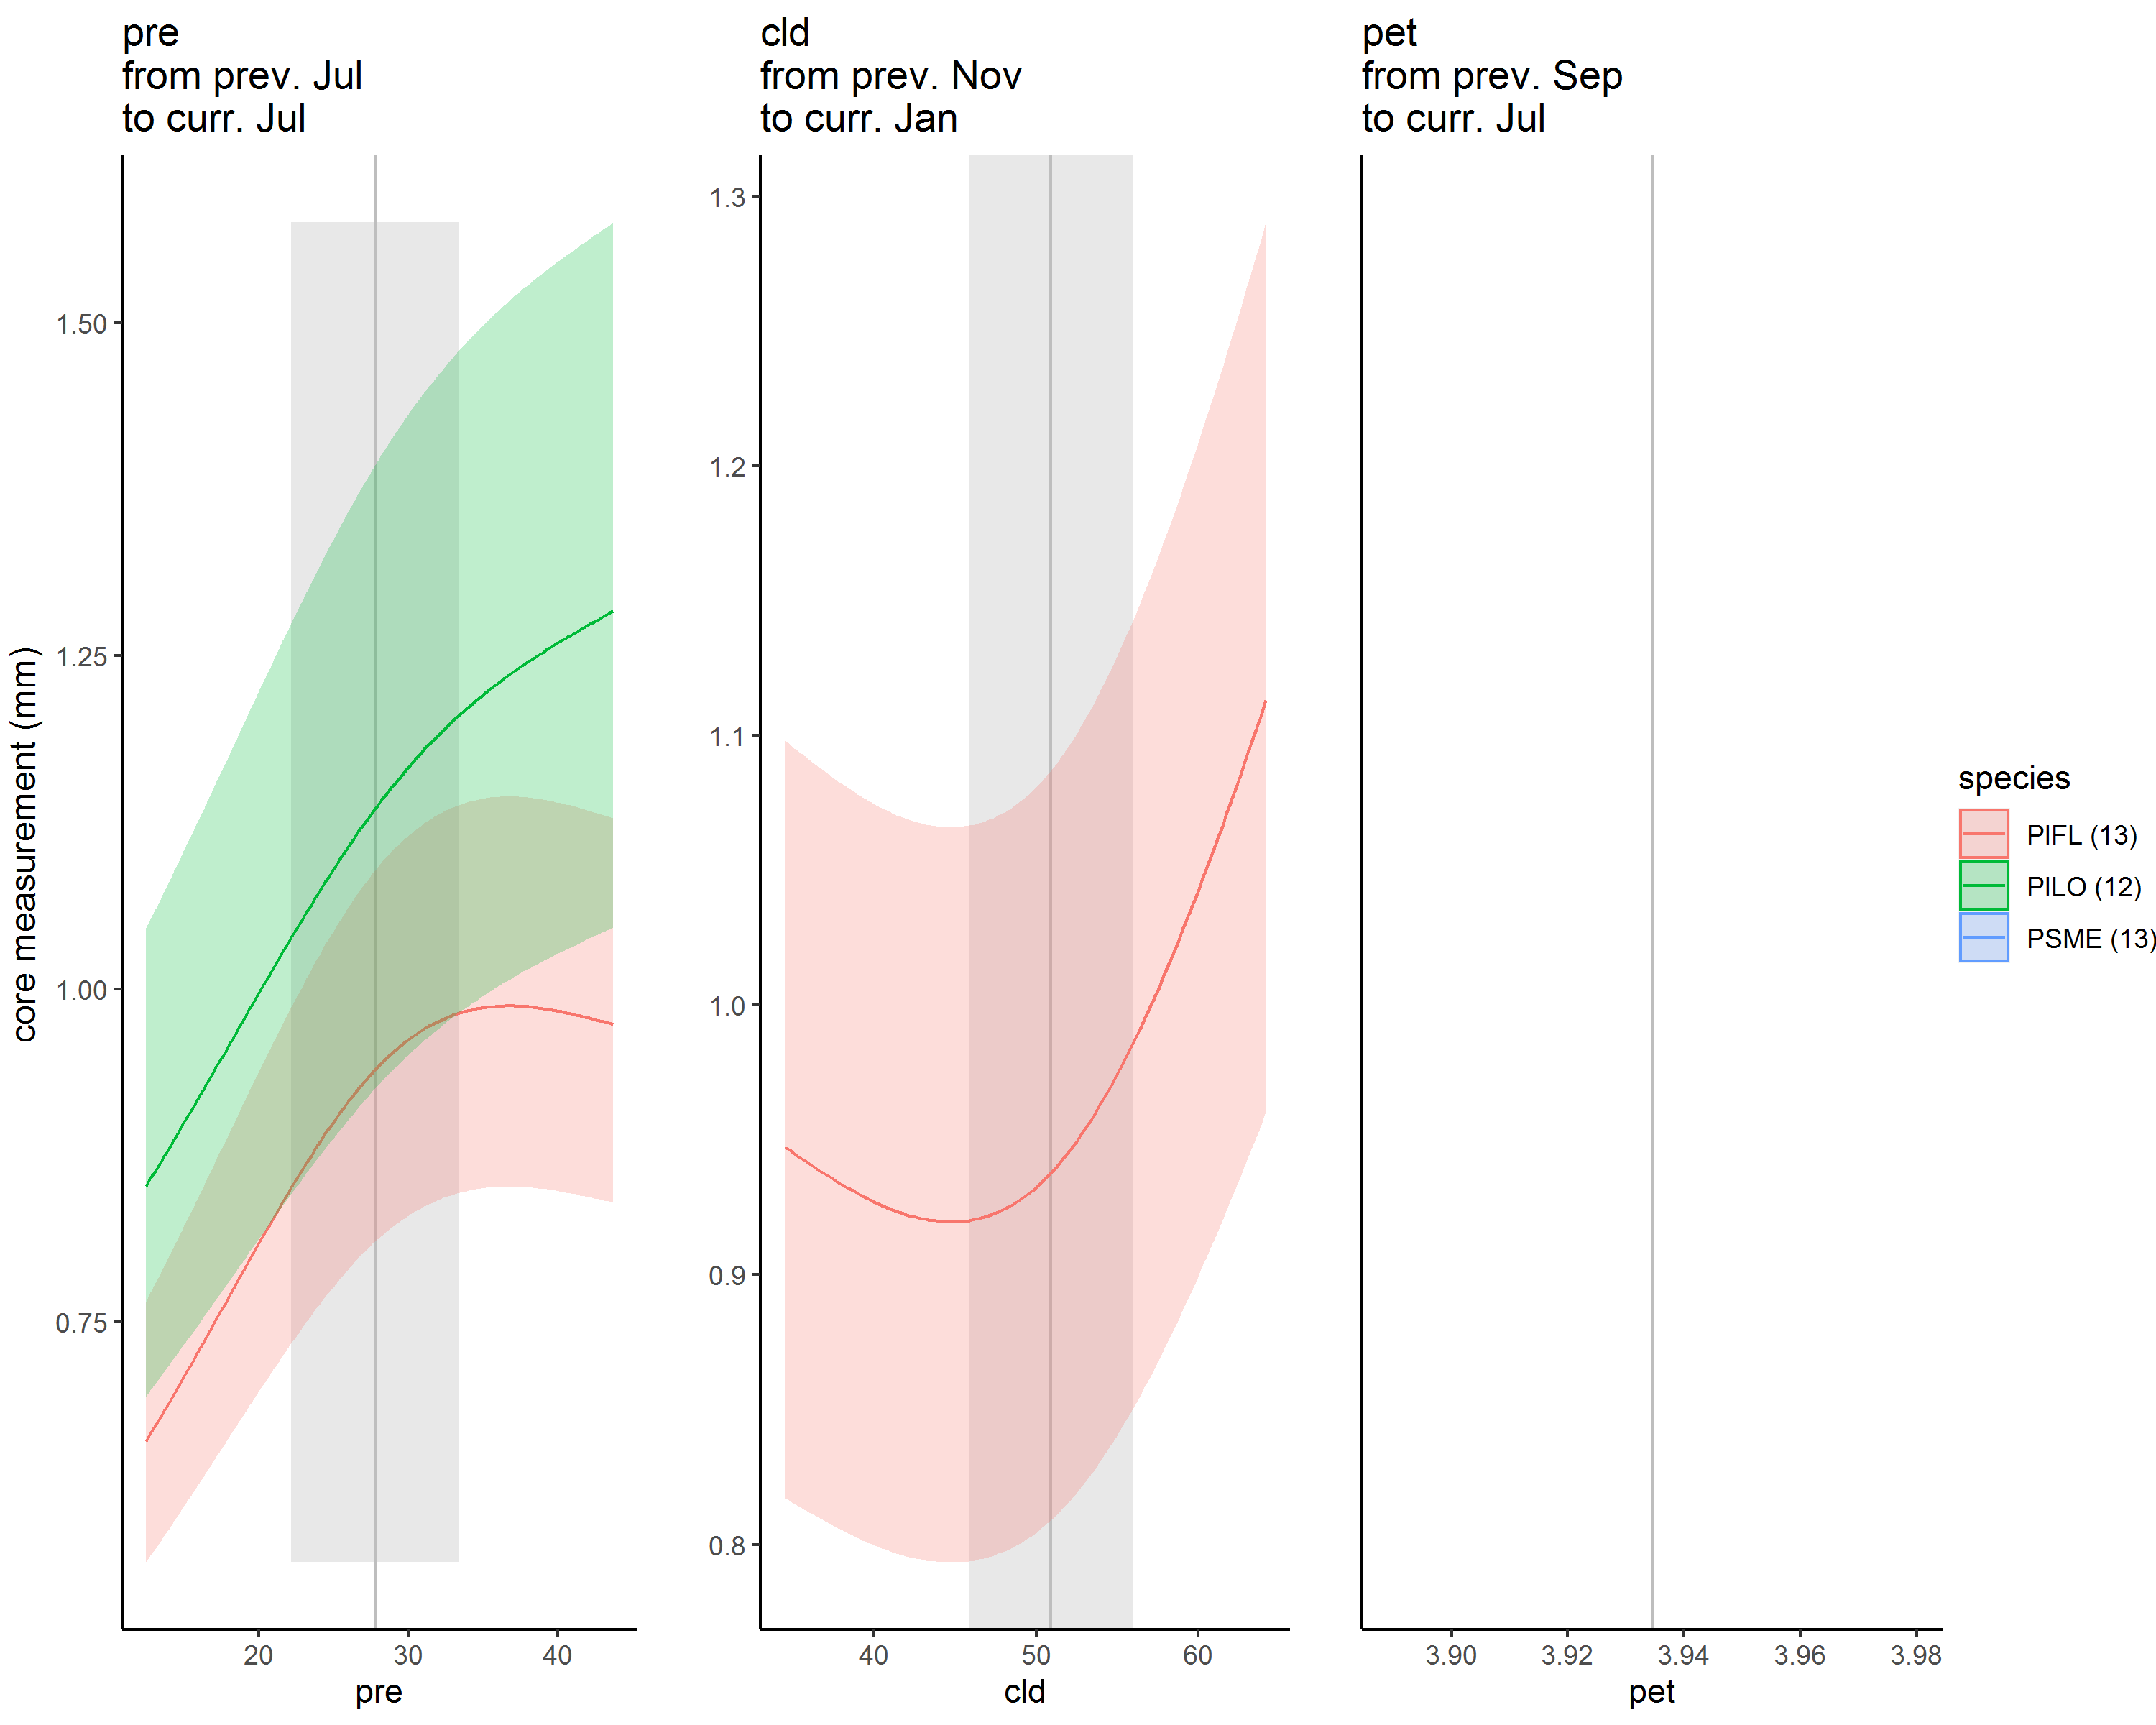 pre
from prev. Jul
to curr. Jul
cld
from prev. Nov
to curr. Jan
pet
from prev. Sep
to curr. Jul
core measurement (mm)
1.50
1.25
1.00
0.75
20 30 40
pre
1.3
1.2
1.1
1.0
0.9
0.8
40 50 60
cld
3.90 3.92 3.94 3.96 3.98
pet
species
PIFL (13)
PILO (12)
PSME (13)